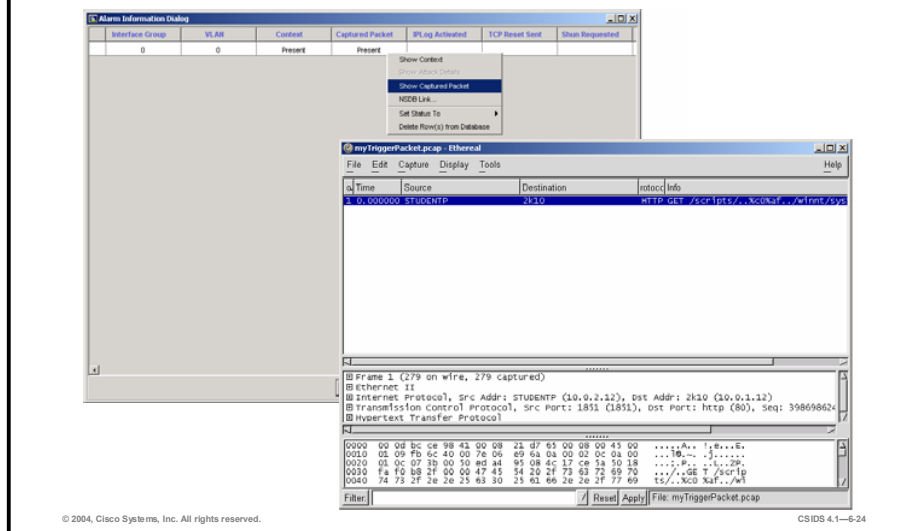 Alarm Information Dialog
Interface Group VLAN Context Captured Packet IPLog Activated TCP Reset Sent Shun Requested
0 0 Present Present
Show Context
Show Attack Details
Show Captured Packet
NSDB Link...
Set Status To
Delete Row(s) from Database
myTriggerPacket.pcap - Ethereal
File Edit Capture Display Tools Help
Time Source Destination rotocc Info
1 0.000000 STUDENTP 2k10 HTTP GET /scripts/..%c0%af../winnt/sys
Frame 1 (279 on wire, 279 captured)
Ethernet II
Internet Protocol, Src Addr: STUDENTP (10.0.2.12), Dst Addr: 2k10 (10.0.1.12)
Transmission Control Protocol, Src Port: 1851 (1851), Dst Port: http (80), Seq: 398698624
Hypertext Transfer Protocol
0000 00 0d bc ce 98 41 00 08 21 d7 65 00 08 00 45 00 .....A.. !.e...E.
0010 01 09 fb 6c 40 00 7e 06 e9 6a 0a 00 02 0c 0a 00 ...l@.~. .j......
0020 01 0c 07 3b 00 50 ed a4 95 08 4c 17 ce 5a 50 18 ...;.P.. ..L..ZP.
0030 fa f0 b8 2f 00 00 47 45 54 20 2f 73 63 72 69 70 .../..GE T /scrip
0040 74 73 2f 2e 2e 25 63 30 25 61 66 2e 2e 2f 77 69 ts/..%c0 %af../wi
Filter: / Reset Apply File: myTriggerPacket.pcap
© 2004, Cisco Systems, Inc. All rights reserved. CSIDS 4.1—6-24